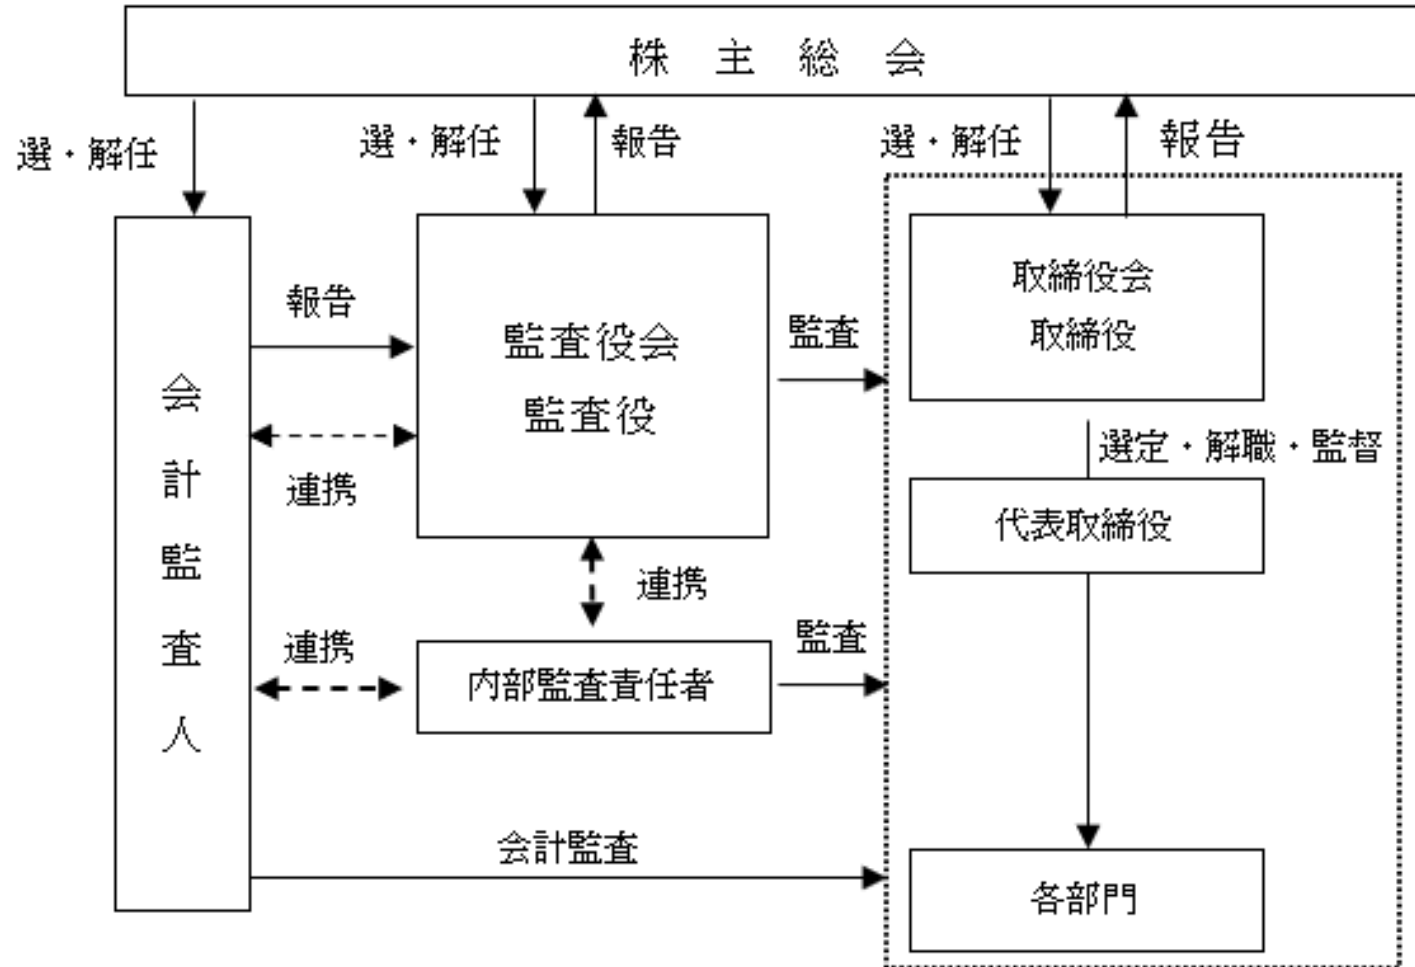 株 主 総 会
選・解任
選・解任
報告
選・解任
報告
会計監査人
報告
連携
監査役会
監査役
監査
取締役会
取締役
選定・解職・監督
代表取締役
連携
連携
内部監査責任者
監査
会計監査
各部門